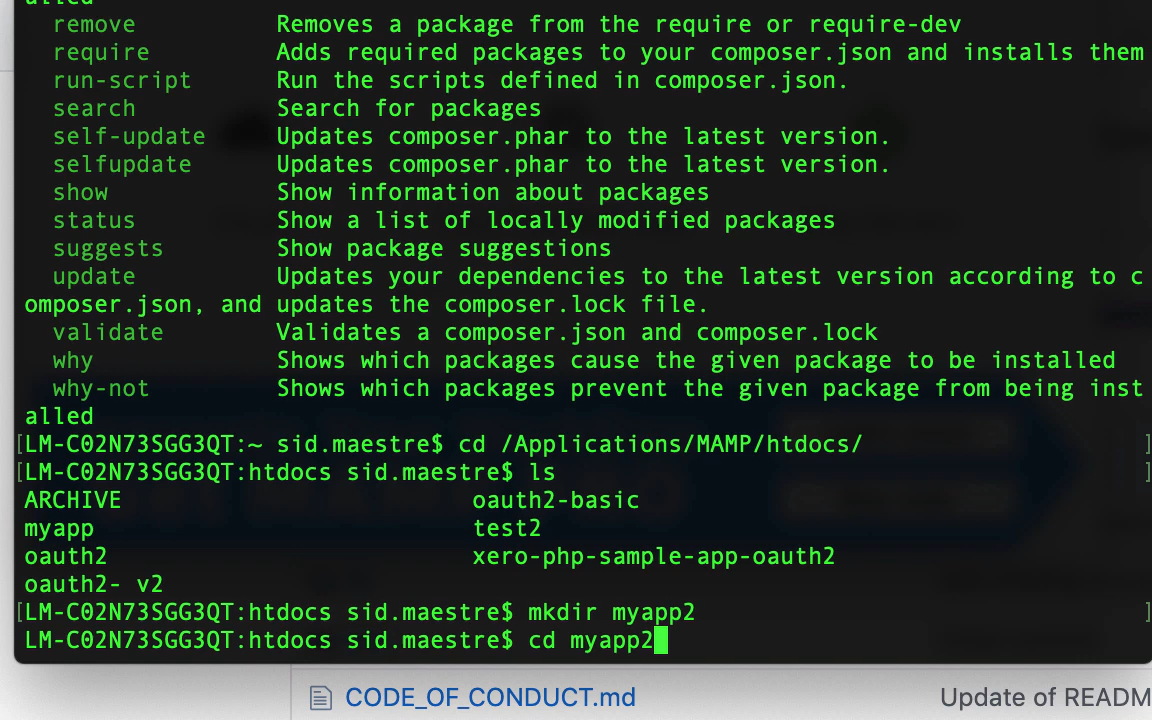 alled
remove Removes a package from the require or require-dev
require Adds required packages to your composer.json and installs them
run-script Run the scripts defined in composer.json.
search Search for packages
self-update Updates composer.phar to the latest version.
selfupdate Updates composer.phar to the latest version.
show Show information about packages
status Show a list of locally modified packages
suggests Show package suggestions
update Updates your dependencies to the latest version according to c
omposer.json, and updates the composer.lock file.
validate Validates a composer.json and composer.lock
why Shows which packages cause the given package to be installed
why-not Shows which packages prevent the given package from being inst
alled
[LM-C02N73SGG3QT:~ sid.maestre$ cd /Applications/MAMP/htdocs/ ]
[LM-C02N73SGG3QT:htdocs sid.maestre$ ls ]
ARCHIVE oauth2-basic
myapp test2
oauth2 xero-php-sample-app-oauth2
oauth2- v2
[LM-C02N73SGG3QT:htdocs sid.maestre$ mkdir myapp2 ]
LM-C02N73SGG3QT:htdocs sid.maestre$ cd myapp2
CODE_OF_CONDUCT.md Update of READM